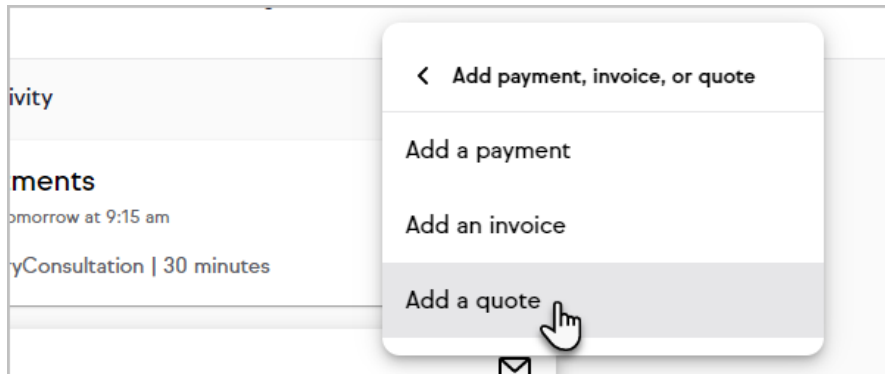 Add payment, invoice, or quote
ivity
Add a payment
ments
omorrow at 9:15 am
Add an invoice
yConsultation | 30 minutes
Add a quote